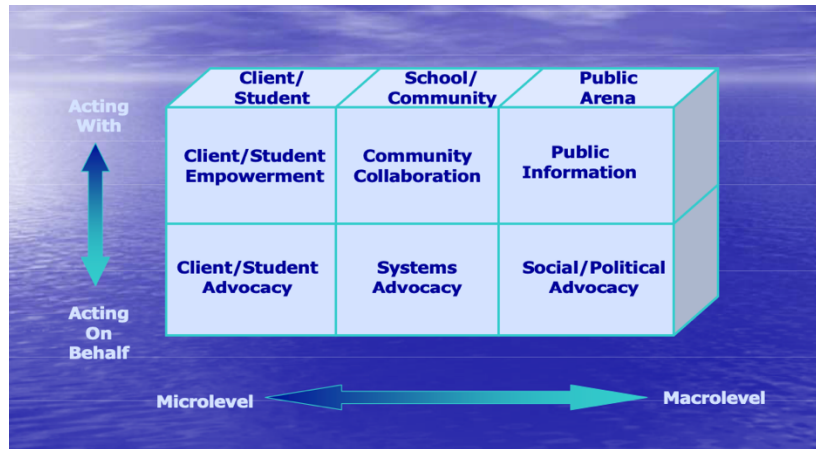 Client/
Student
School/
Community
Public
Arena
Acting
With
Client/Student
Empowerment
Community
Collaboration
Public
Information
Client/Student
Advocacy
Systems
Advocacy
Social/Political
Advocacy
Acting
On
Behalf
Microlevel
Macrolevel